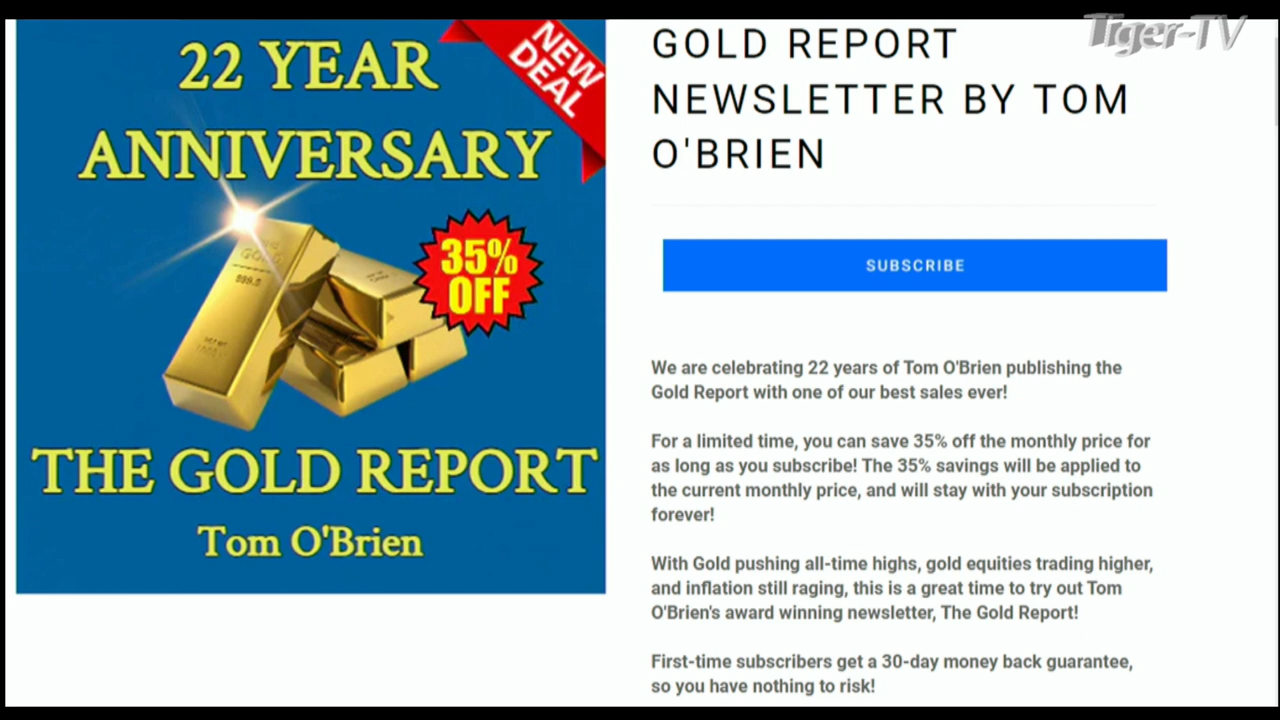 Tiger-TV
22 YEAR
ANNIVERSARY
NEW
DEAL
GOLD
999.9
35%
OFF
THE GOLD REPORT
Tom O'Brien
GOLD REPORT
NEWSLETTER BY TOM
O'BRIEN
SUBSCRIBE
We are celebrating 22 years of Tom O'Brien publishing the
Gold Report with one of our best sales ever!
For a limited time, you can save 35% off the monthly price for
as long as you subscribe! The 35% savings will be applied to
the current monthly price, and will stay with your subscription
forever!
With Gold pushing all-time highs, gold equities trading higher,
and inflation still raging, this is a great time to try out Tom
O'Brien's award winning newsletter, The Gold Report!
First-time subscribers get a 30-day money back guarantee,
so you have nothing to risk!